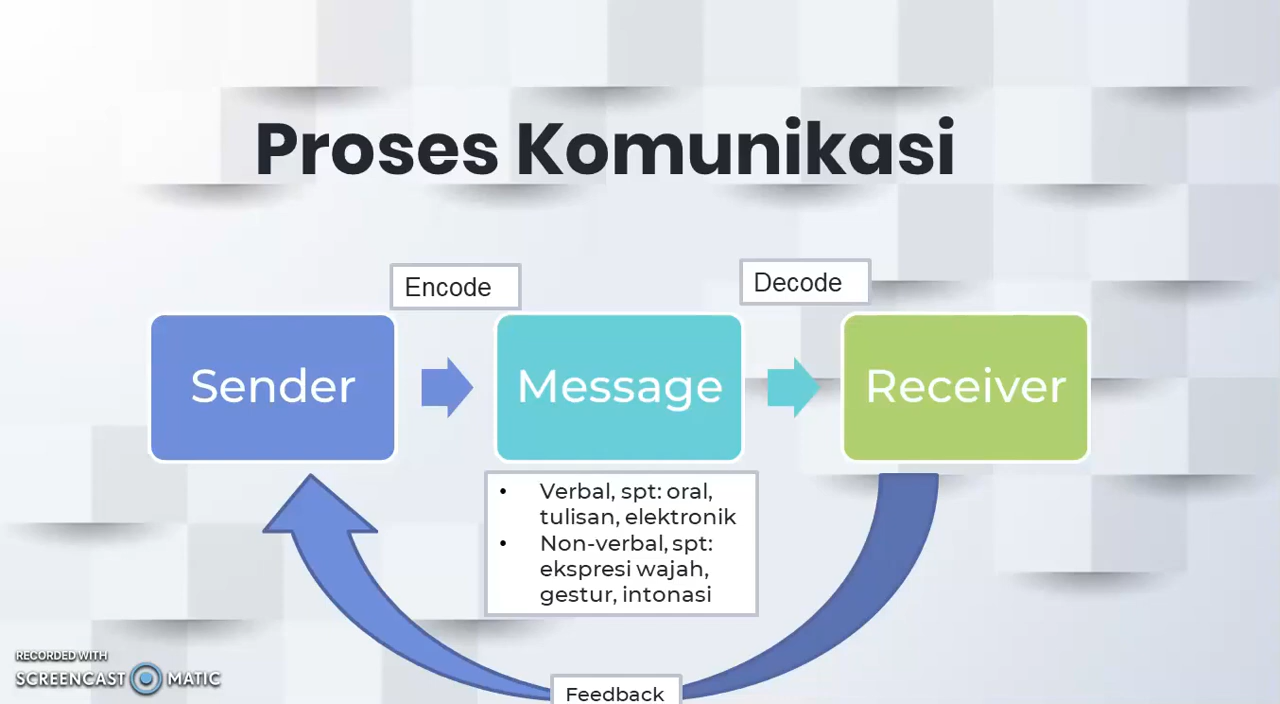 Proses Komunikasi
Encode
Decode
Sender
Message
Receiver
• Verbal, spt: oral,
tulisan, elektronik
• Non-verbal, spt:
ekspresi wajah,
gestur, intonasi
Feedback
RECORDED WITH
SCREENCAST MATIC